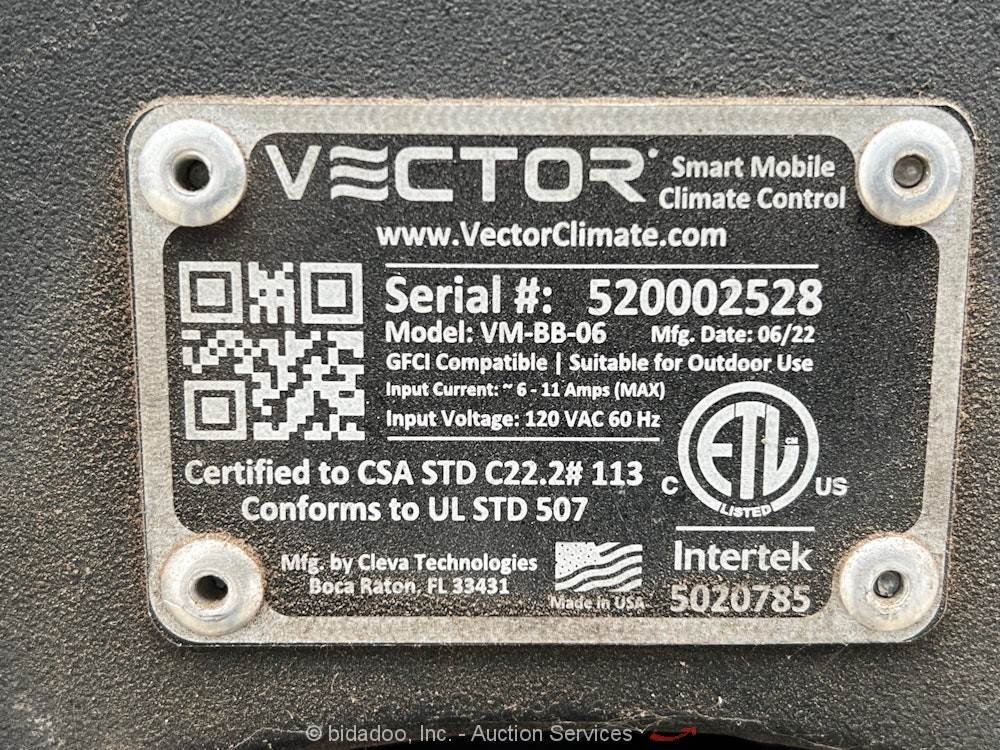 VECTOR
Smart Mobile
Climate Control
www.VectorClimate.com
Serial #: 520002528
Model: VM-BB-06 Mfg. Date: 06/22
GFCI Compatible | Suitable for Outdoor Use
Input Current: ~ 6 - 11 Amps (MAX)
Input Voltage: 120 VAC 60 Hz
Certified to CSA STD C22.2# 113
Conforms to UL STD 507
C ETL CM US
LISTED
Intertek
5020785
Mfg. by Cleva Technologies
Boca Raton, FL 33431
Made in USA
© bidadoo, Inc. - Auction Services